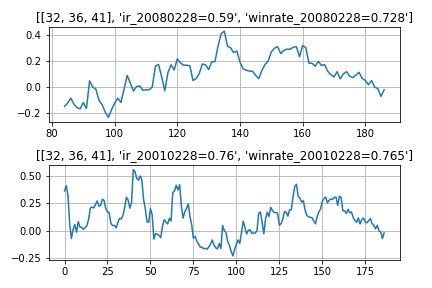 [[32, 36, 41], 'ir_20080228=0.59', 'winrate_20080228=0.728']
0.4
0.2
0.0
−0.2
80 100 120 140 160 180
[[32, 36, 41], 'ir_20010228=0.76', 'winrate_20010228=0.765']
0.50
0.25
0.00
−0.25
0 25 50 75 100 125 150 175